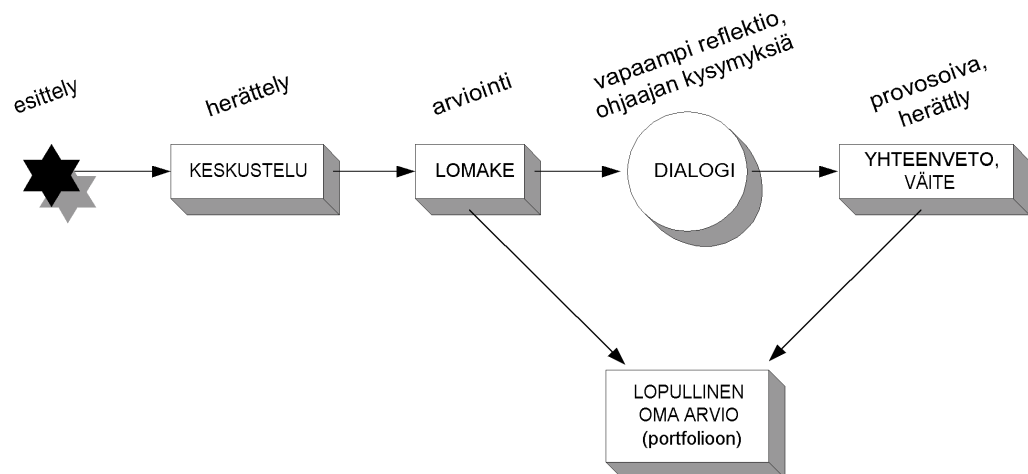 esittely
herättely
arviointi
vapaampi reflektio,
ohjaajan kysymyksiä
provosoiva,
herättly
KESKUSTELU
LOMAKE
DIALOGI
YHTEENVETO,
VÄITE
LOPULLINEN
OMA ARVIO
(portfolioon)